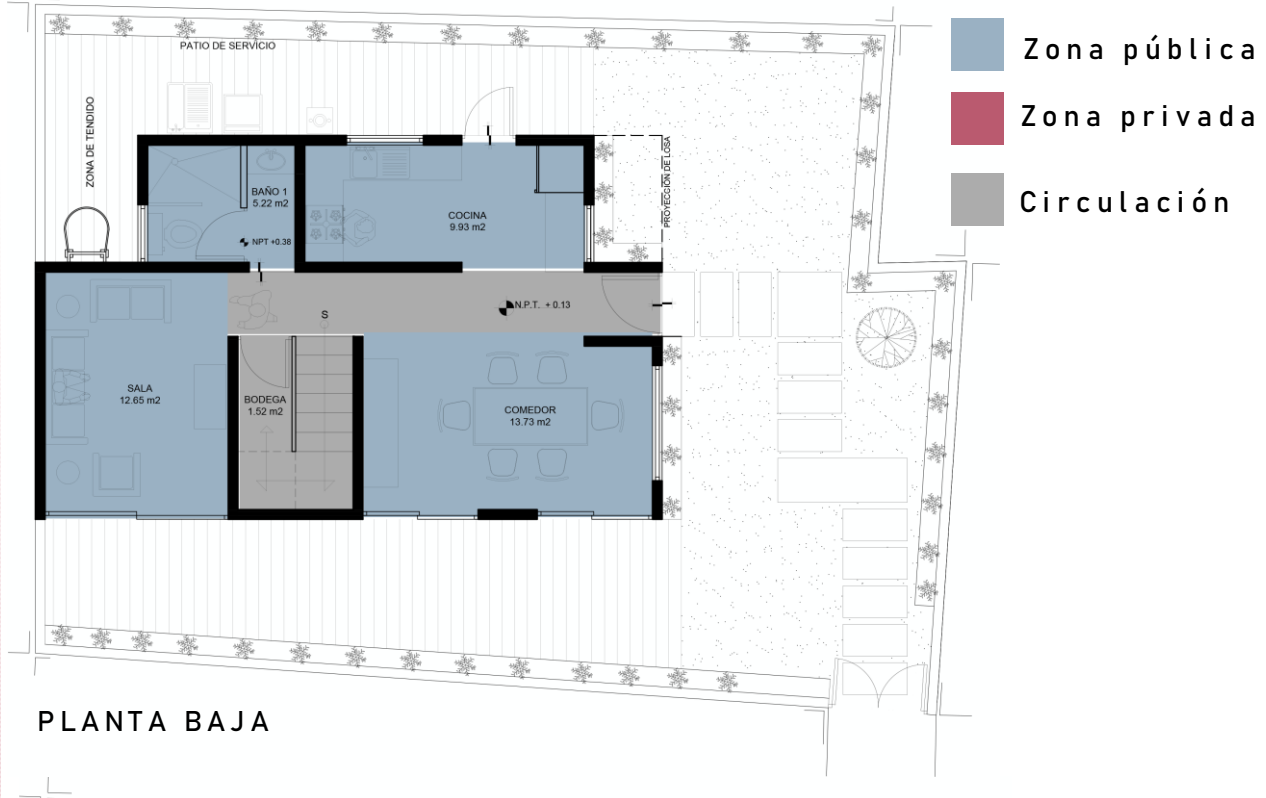 Zona pública
PATIO DE SERVICIO
ZONA DE TENDIDO
Zona privada
PROYECCIÓN DE LOSA
BAÑO 1
5.22 m2
COCINA
9.93 m2
Circulación
NPT +0.38
N.P.T. + 0.13
S
SALA
12.65 m2
BODEGA
1.52 m2
COMEDOR
13.73 m2
PLANTA BAJA